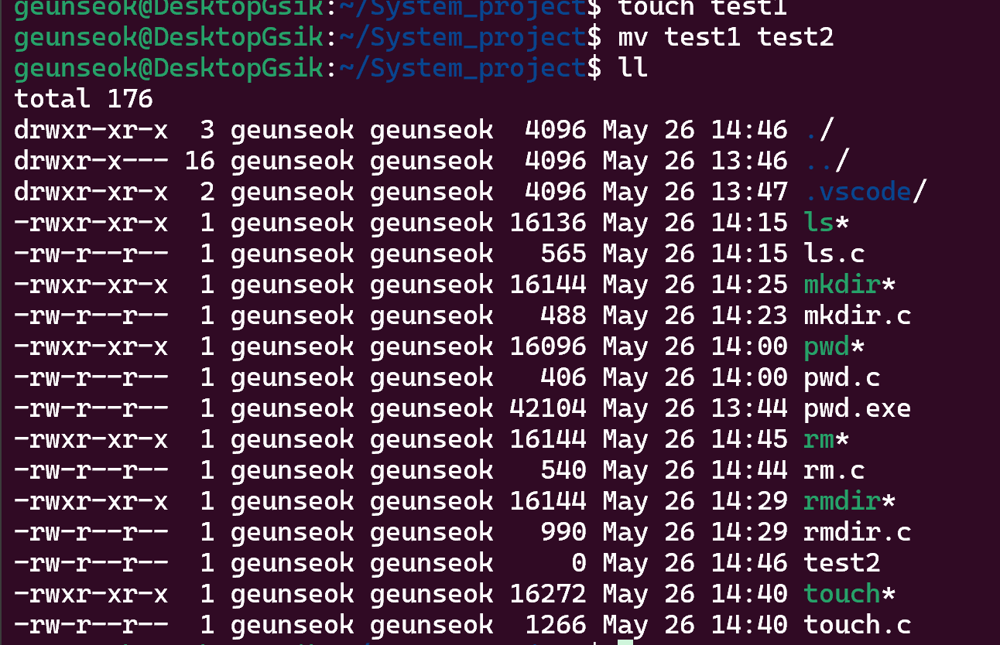 geunseok@DesktopGsik:~/System_project$ touch test1
geunseok@DesktopGsik:~/System_project$ mv test1 test2
geunseok@DesktopGsik:~/System_project$ ll
total 176
drwxr-xr-x  3 geunseok geunseok  4096 May 26 14:46 ./
drwxr-x--- 16 geunseok geunseok  4096 May 26 13:46 ../
drwxr-xr-x  2 geunseok geunseok  4096 May 26 13:47 .vscode/
-rwxr-xr-x  1 geunseok geunseok 16136 May 26 14:15 ls*
-rw-r--r--  1 geunseok geunseok   565 May 26 14:15 ls.c
-rwxr-xr-x  1 geunseok geunseok 16144 May 26 14:25 mkdir*
-rw-r--r--  1 geunseok geunseok   488 May 26 14:23 mkdir.c
-rwxr-xr-x  1 geunseok geunseok 16096 May 26 14:00 pwd*
-rw-r--r--  1 geunseok geunseok   406 May 26 14:00 pwd.c
-rw-r--r--  1 geunseok geunseok 42104 May 26 13:44 pwd.exe
-rwxr-xr-x  1 geunseok geunseok 16144 May 26 14:45 rm*
-rw-r--r--  1 geunseok geunseok   540 May 26 14:44 rm.c
-rwxr-xr-x  1 geunseok geunseok 16144 May 26 14:29 rmdir*
-rw-r--r--  1 geunseok geunseok   990 May 26 14:29 rmdir.c
-rw-r--r--  1 geunseok geunseok     0 May 26 14:46 test2
-rwxr-xr-x  1 geunseok geunseok 16272 May 26 14:40 touch*
-rw-r--r--  1 geunseok geunseok  1266 May 26 14:40 touch.c